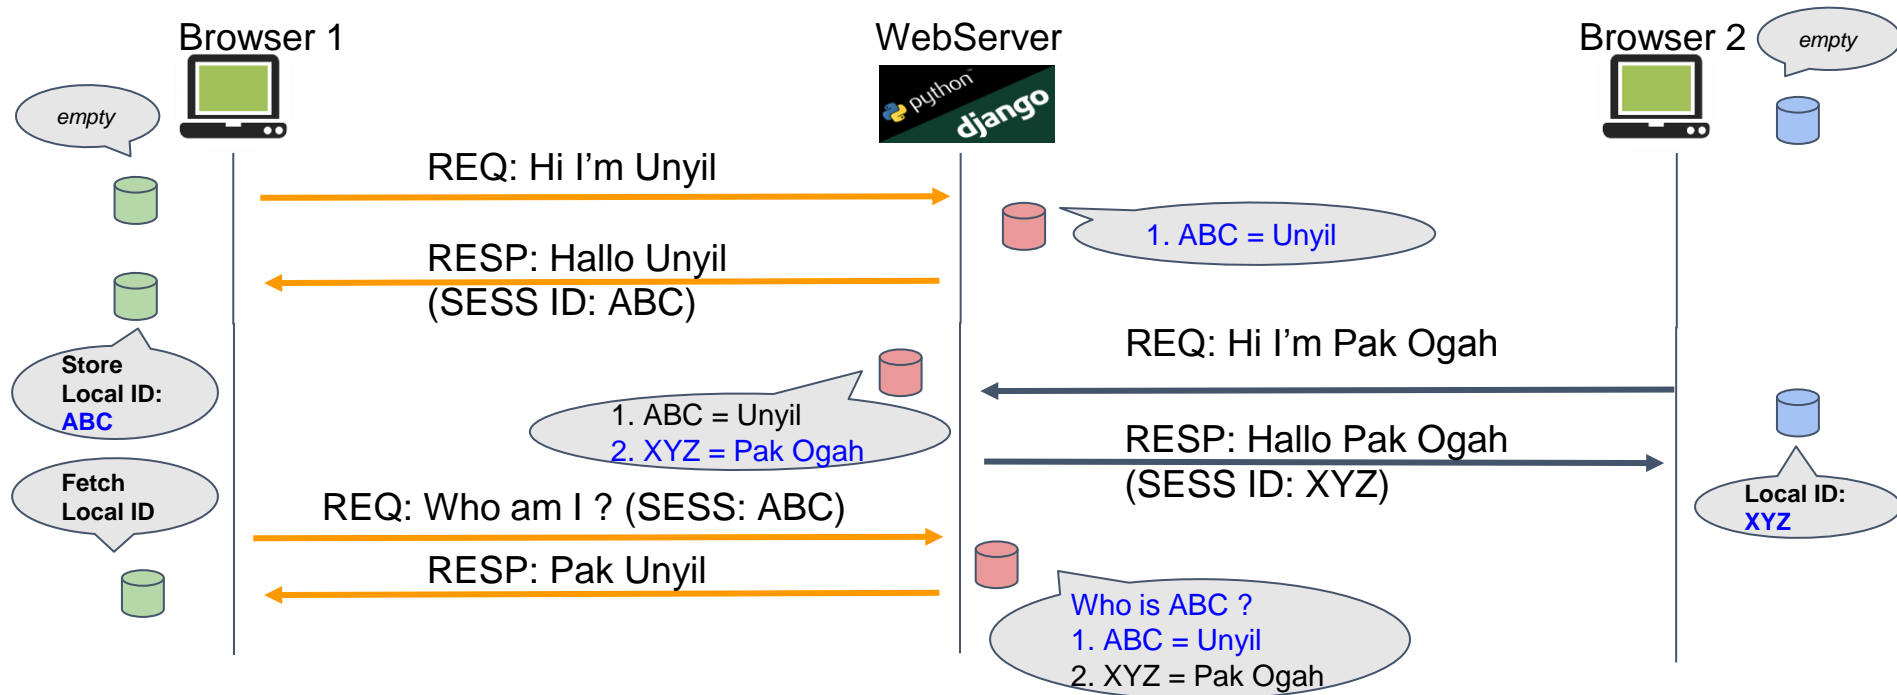 Browser 1
WebServer
Browser 2
empty
empty
python
django
REQ: Hi I’m Unyil
1. ABC = Unyil
RESP: Hallo Unyil
(SESS ID: ABC)
Store
Local ID:
ABC
REQ: Hi I’m Pak Ogah
1. ABC = Unyil
2. XYZ = Pak Ogah
RESP: Hallo Pak Ogah
(SESS ID: XYZ)
Local ID:
XYZ
Fetch
Local ID
REQ: Who am I ? (SESS: ABC)
RESP: Pak Unyil
Who is ABC ?
1. ABC = Unyil
2. XYZ = Pak Ogah